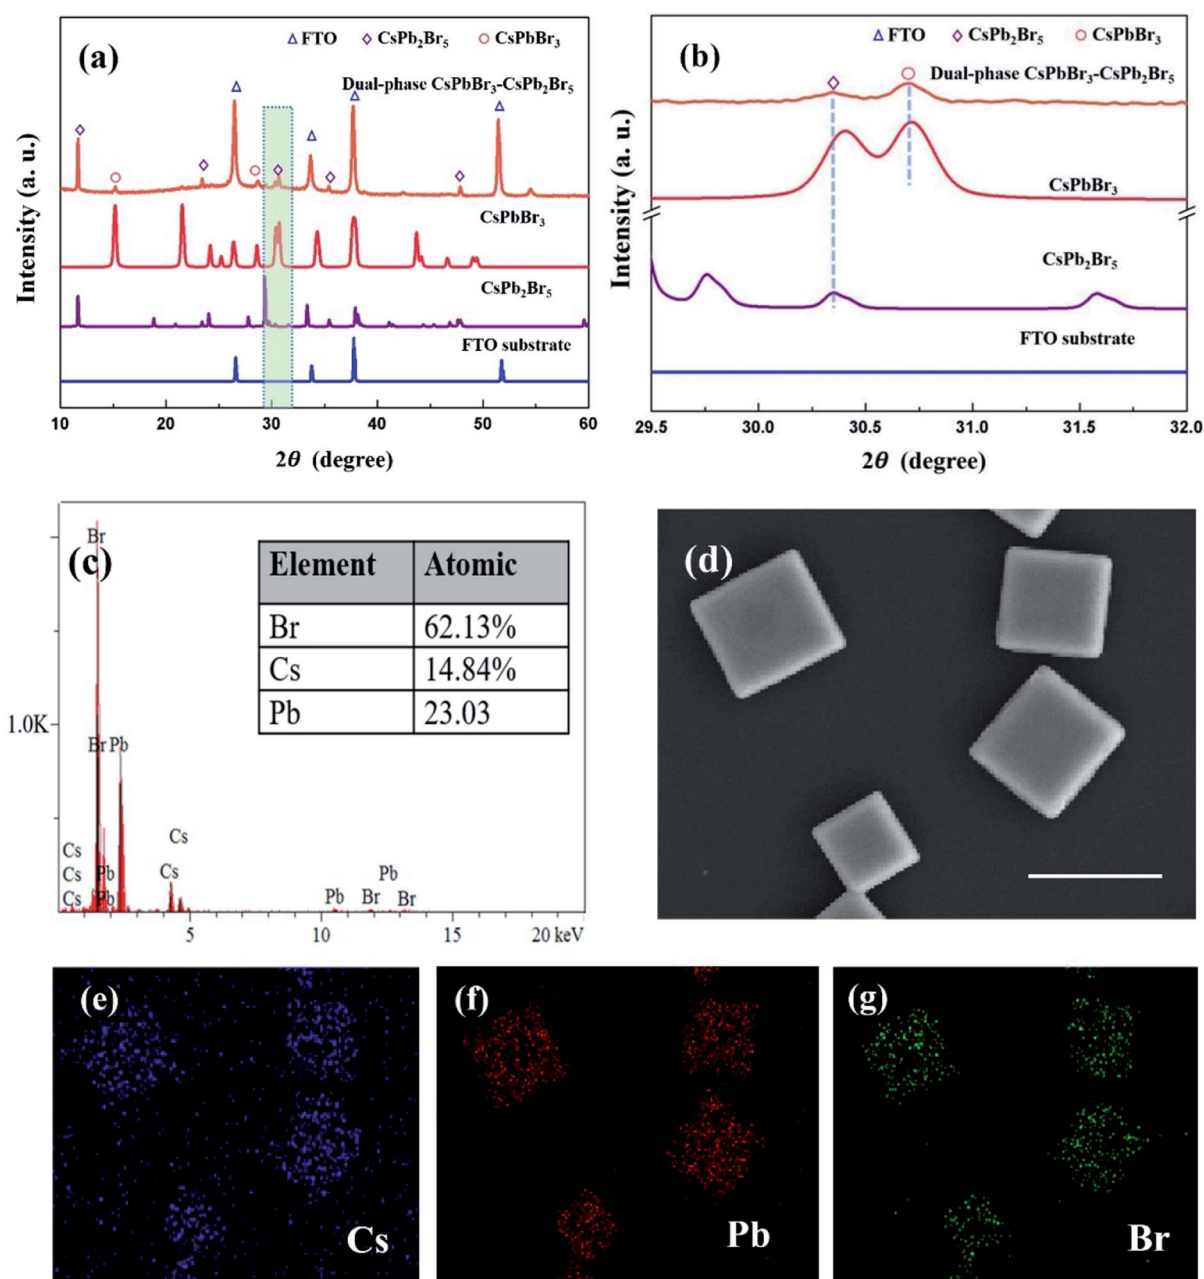 (a)
△ FTO ◇ CsPb₂Br₅ ○ CsPbBr₃
Dual-phase CsPbBr₃-CsPb₂Br₅
CsPbBr₃
CsPb₂Br₅
FTO substrate
Intensity (a. u.)
10 20 30 40 50 60
2θ (degree)
(b)
△ FTO ◇ CsPb₂Br₅ ○ CsPbBr₃
Dual-phase CsPbBr₃-CsPb₂Br₅
CsPbBr₃
CsPb₂Br₅
FTO substrate
Intensity (a. u.)
29.5 30.0 30.5 31.0 31.5 32.0
2θ (degree)
(c)
Element Atomic
Br 62.13%
Cs 14.84%
Pb 23.03
Br
1.0K
Br Pb
Cs
Cs
Cs Pb Cs Pb
Cs Pb Pb Br Br
5 10 15 20 keV
(d)
(e)
Cs
(f)
Pb
(g)
Br